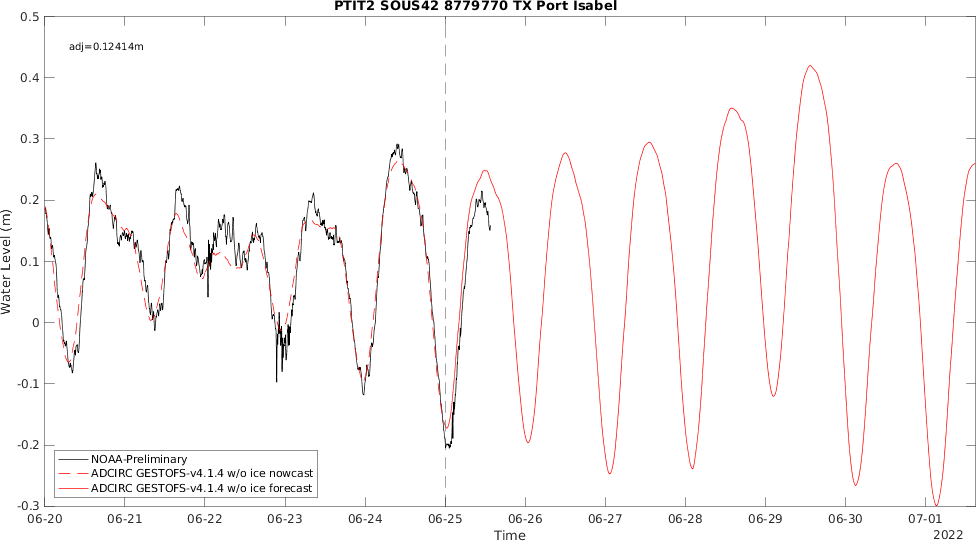 PTIT2 SOUS42 8779770 TX Port Isabel
adj=0.12414m
0.5
0.4
0.3
0.2
0.1
0
-0.1
-0.2
-0.3
Water Level (m)
NOAA-Preliminary
ADCIRC GESTOFS-v4.1.4 w/o ice nowcast
ADCIRC GESTOFS-v4.1.4 w/o ice forecast
06-20 06-21 06-22 06-23 06-24 06-25 06-26 06-27 06-28 06-29 06-30 07-01
Time
2022